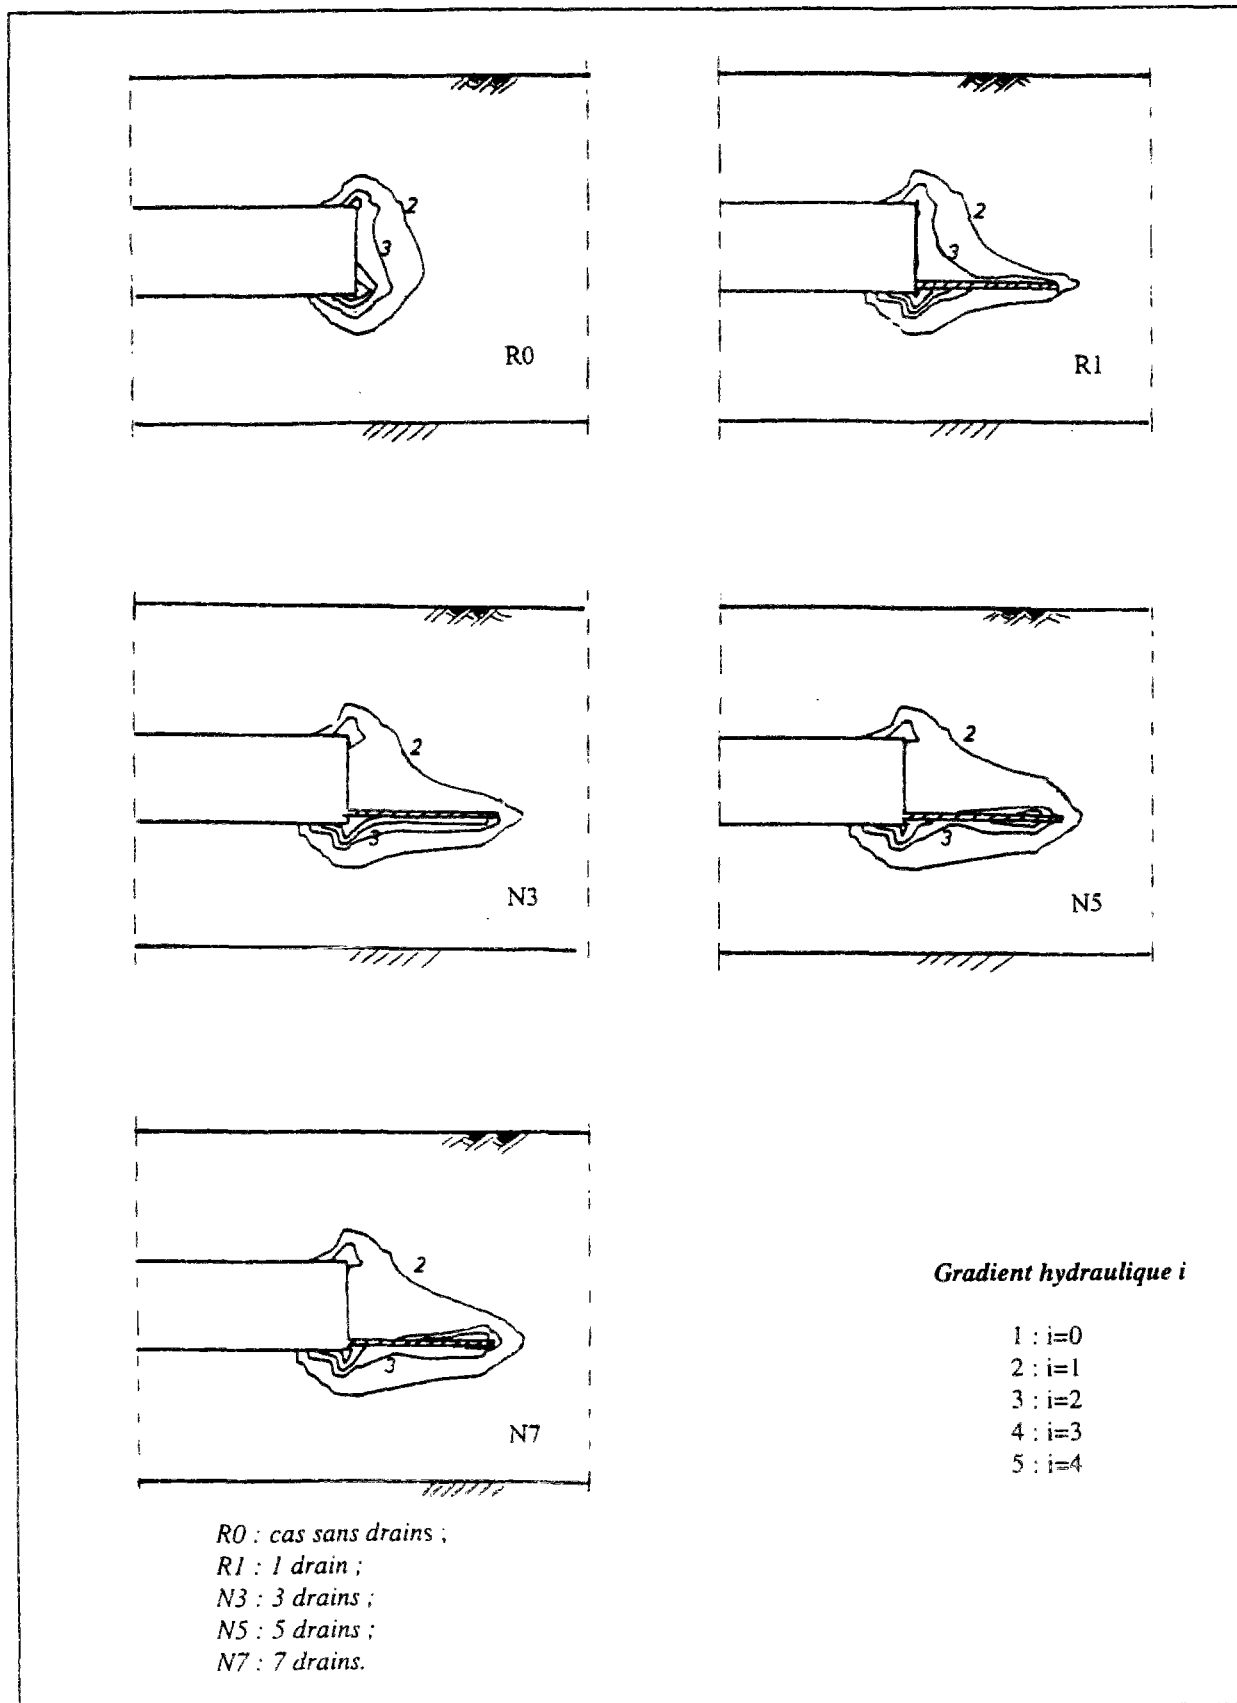 2
3
R0
2
3
R1
2
3
N3
2
3
N5
2
3
N7
Gradient hydraulique i
1 : i=0
2 : i=1
3 : i=2
4 : i=3
5 : i=4
R0 : cas sans drains ;
R1 : 1 drain ;
N3 : 3 drains ;
N5 : 5 drains ;
N7 : 7 drains.